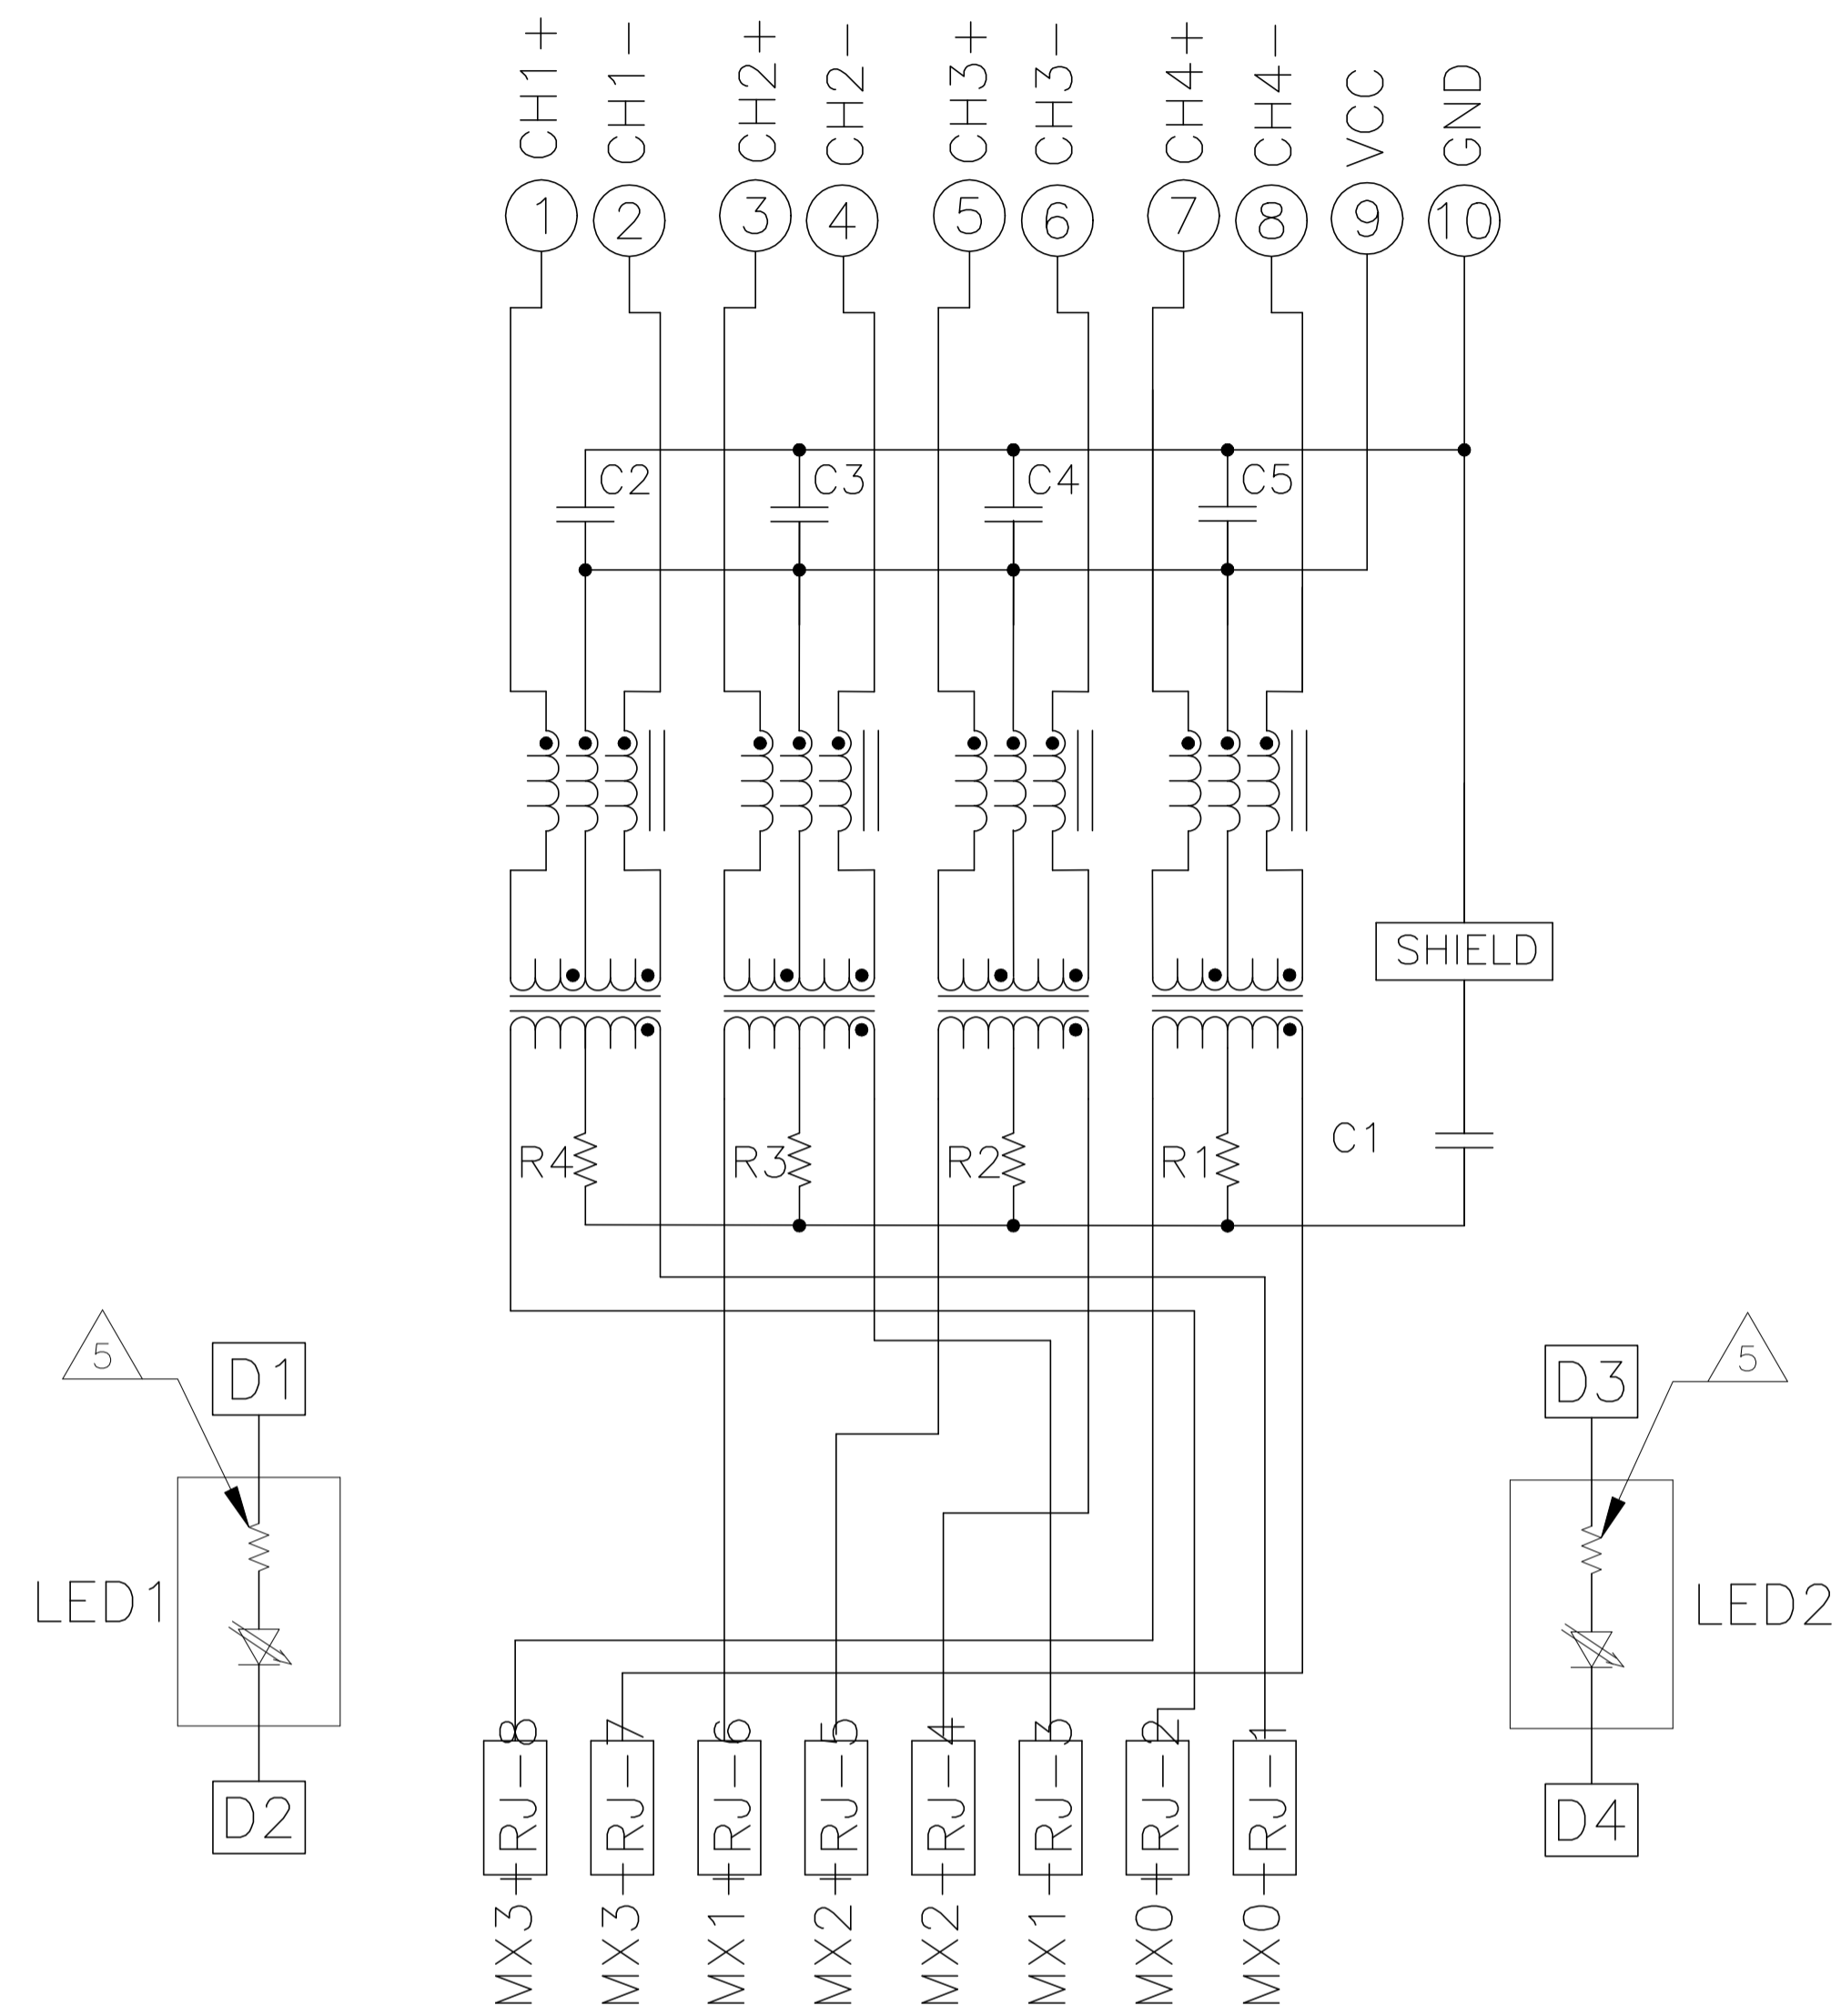 CH1+
CH1-
CH2+
CH2-
CH3+
CH3-
CH4+
CH4-
VCC
GND
1
2
3
4
5
6
7
8
9
10
C2
C3
C4
C5
SHIELD
R4
R3
R2
R1
C1
5
D1
LED1
D2
D3
5
LED2
D4
RJ-8
RJ-7
RJ-6
RJ-5
RJ-4
RJ-3
RJ-2
RJ-1
MX3+
MX3-
MX1+
MX2+
MX2-
MX1-
MX0+
MX0-